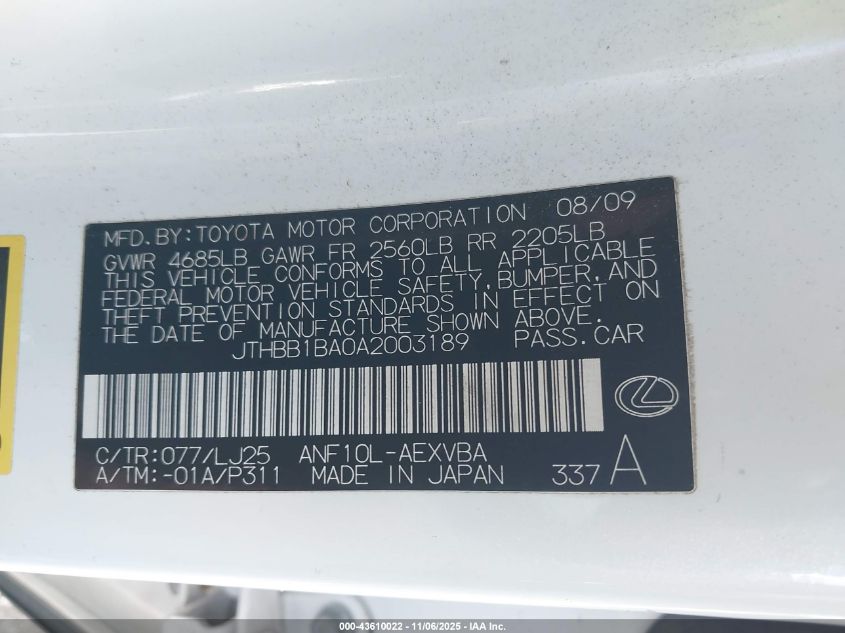 MFD.BY:TOYOTA MOTOR CORPORATION 08/09
GVWR 4685LB GAWR FR 2560LB RR 2205LB
THIS VEHICLE CONFORMS TO ALL APPLICABLE
FEDERAL MOTOR VEHICLE SAFETY,BUMPER,AND
THEFT PREVENTION STANDARDS IN EFFECT ON
THE DATE OF MANUFACTURE SHOWN ABOVE.
JTHBB1BA0A2003189 PASS.CAR
C/TR:077/LJ25 ANF10L-AEXVBA
A/TM:-01A/P311 MADE IN JAPAN 337 A
000-43610022 - 11/06/2025 - IAA Inc.